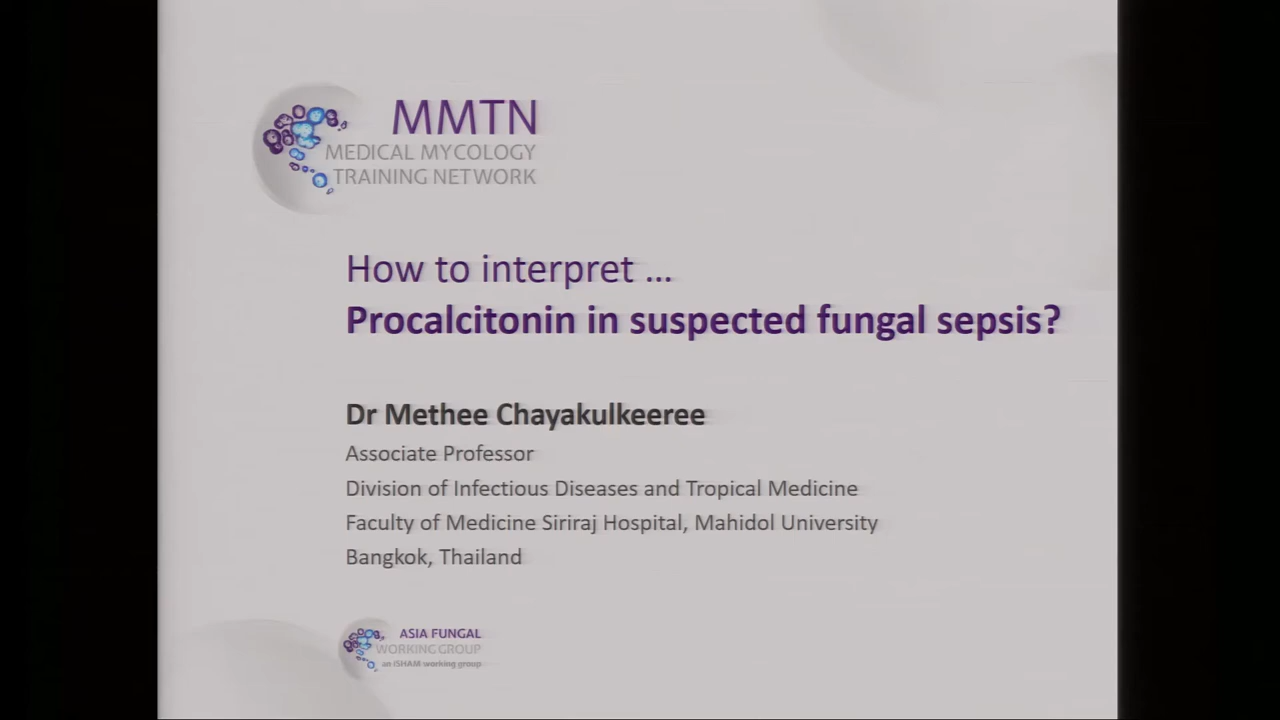 MMTN
MEDICAL MYCOLOGY
TRAINING NETWORK
How to interpret ...
Procalcitonin in suspected fungal sepsis?
Dr Methee Chayakulkeeree
Associate Professor
Division of Infectious Diseases and Tropical Medicine
Faculty of Medicine Siriraj Hospital, Mahidol University
Bangkok, Thailand
ASIA FUNGAL
WORKING GROUP
an ISHAM working group